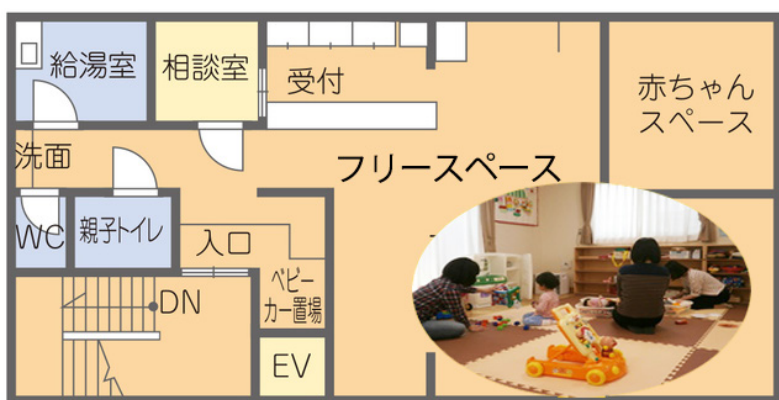 給湯室
相談室
受付
赤ちゃん
スペース
洗面
フリースペース
WC
親子トイレ
入口
ベビー
カー置場
DN
EV